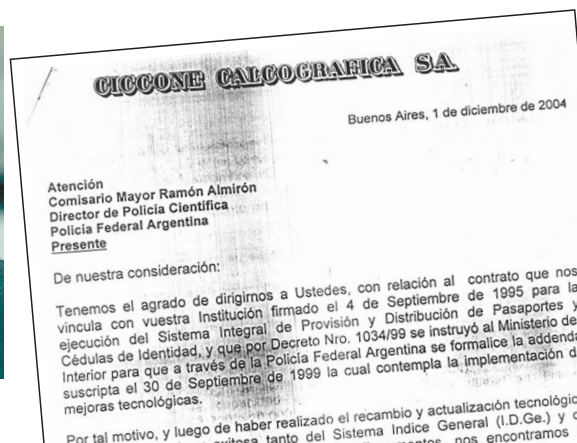 CICCONE CALCOGRAFICA S.A.
Buenos Aires, 1 de diciembre de 2004
Atención
Comisario Mayor Ramón Almirón
Director de Policía Científica
Policía Federal Argentina
Presente
De nuestra consideración:
Tenemos el agrado de dirigirnos a Ustedes, con relación al contrato que nos
vincula con vuestra Institución firmado el 4 de Septiembre de 1995 para la
ejecución del Sistema Integral de Provisión y Distribución de Pasaportes y
Cédulas de Identidad, y que por Decreto Nro. 1034/99 se instruyó al Ministerio de
Interior para que a través de la Policía Federal Argentina se formalice la addenda
suscripta el 30 de Septiembre de 1999 la cual contempla la implementación d
mejoras tecnológicas.
Por tal motivo, y luego de haber realizado el recambio y actualización tecnológic
tanto del Sistema Indice General (I.D.Ge.) y
nos encontramos